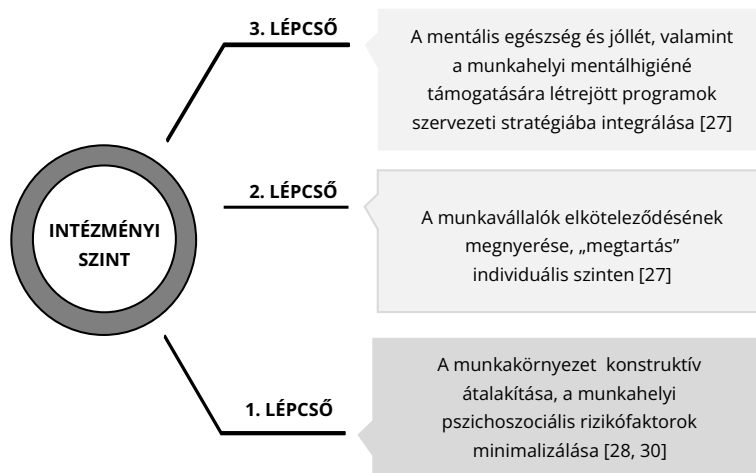 3. LÉPCSŐ
A mentális egészség és jóllét, valamint
a munkahelyi mentálhigiéné
támogatására létrejött programok
szervezeti stratégiába integrálása [27]
INTÉZMÉNYI
SZINT
2. LÉPCSŐ
A munkavállalók elköteleződésének
megnyerése, „megtartás”
individuális szinten [27]
1. LÉPCSŐ
A munkakörnyezet konstruktív
átalakítása, a munkahelyi
pszichoszociális rizikófaktorok
minimalizálása [28, 30]